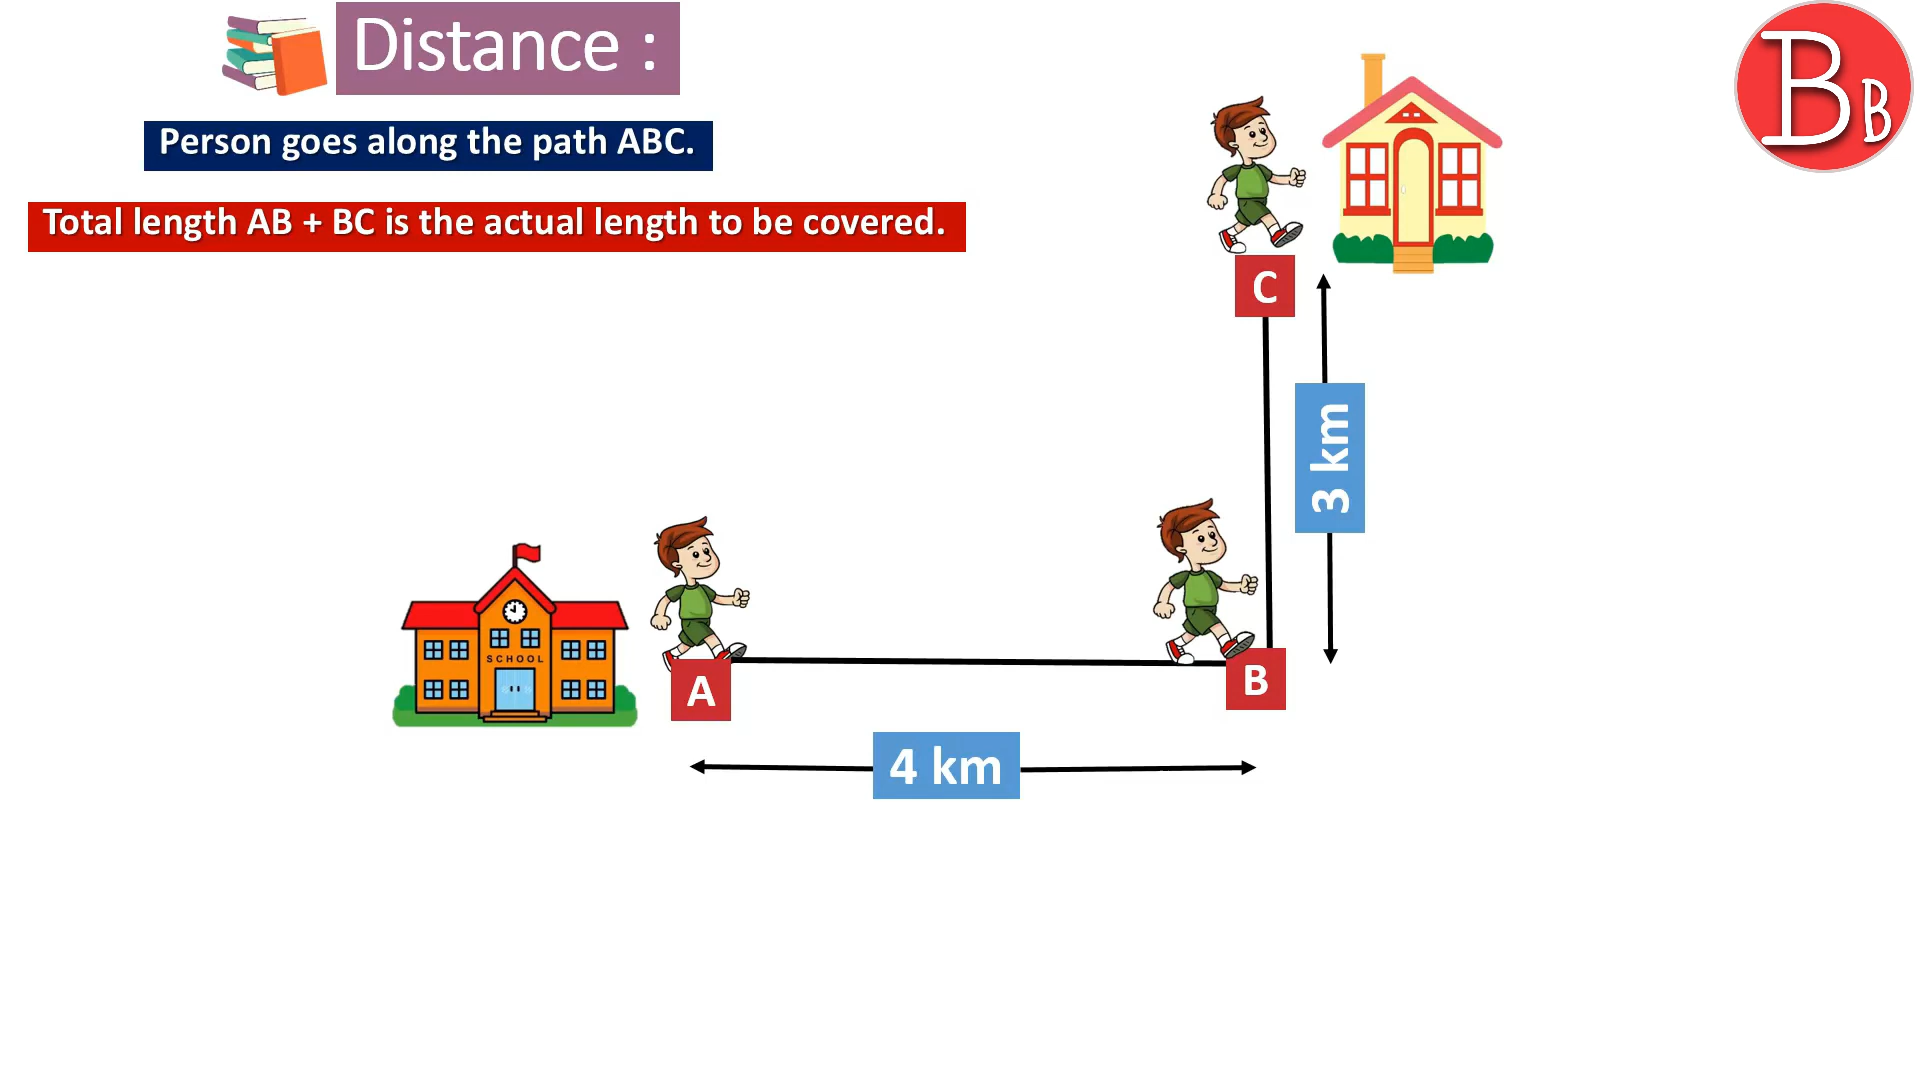 Distance :
BB
Person goes along the path ABC.
Total length AB + BC is the actual length to be covered.
C
3 km
SCHOOL
A
B
4 km